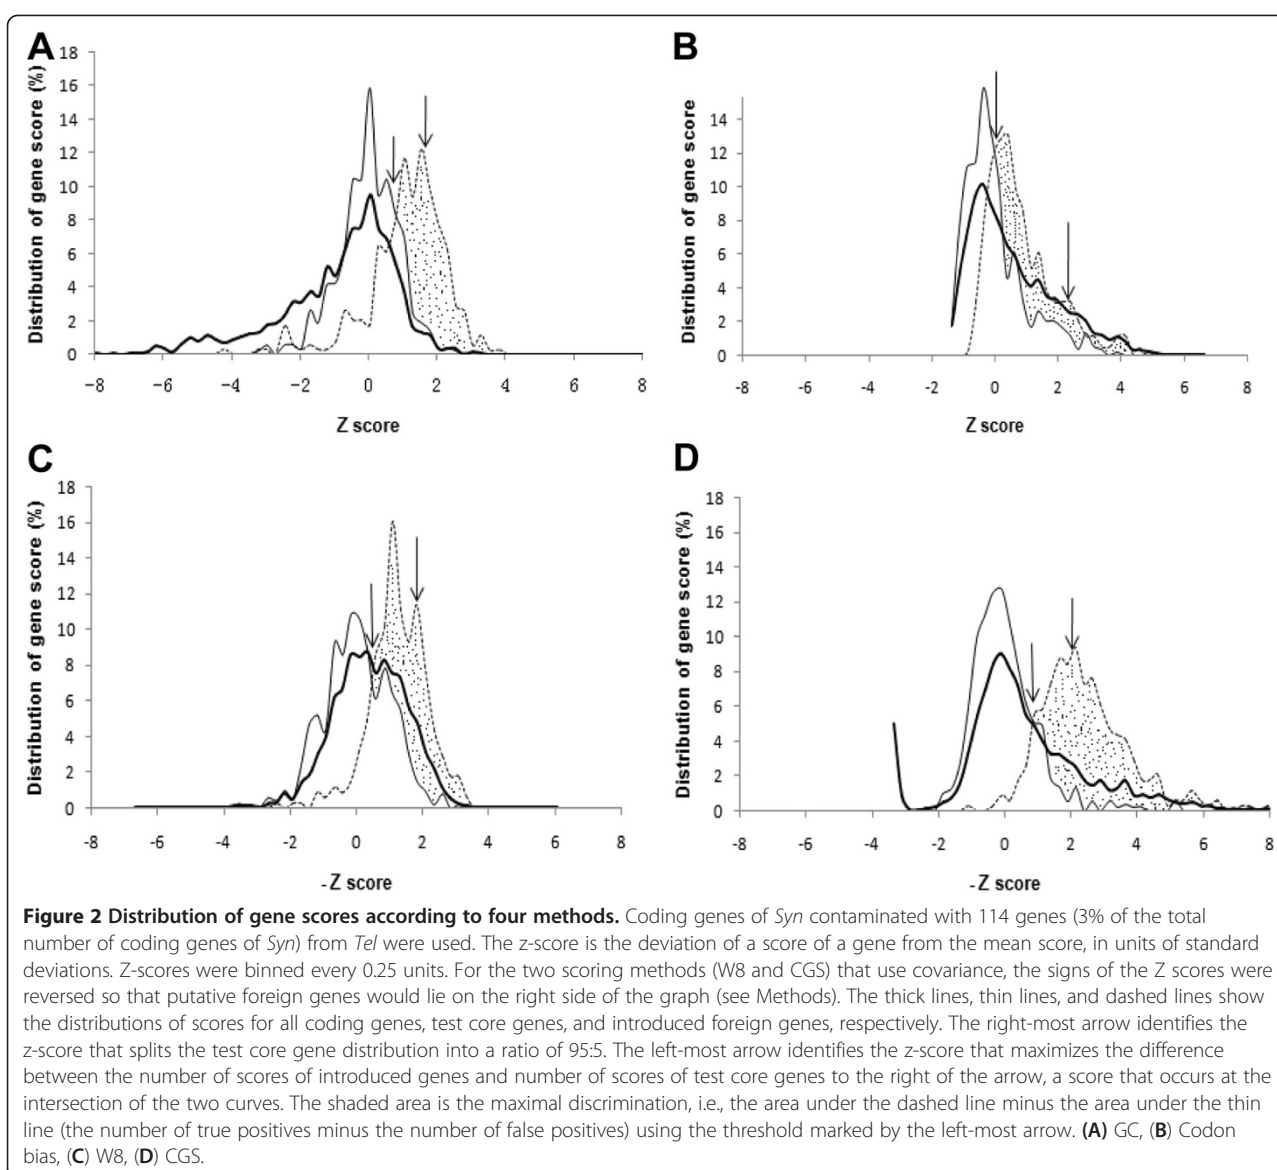 A
B
Distribution of gene score (%)
18
16
14
12
10
8
6
4
2
0
−8 −6 −4 −2 0 2 4 6 8
Z score
Distribution of gene score
14
12
10
8
6
4
2
0
-8 -6 -4 -2 0 2 4 6 8
Z score
C
D
Distribution of gene score (%)
18
16
14
12
10
8
6
4
2
0
-8 -6 -4 -2 0 2 4 6 8
-Z score
Distribution of gene score (%)
18
16
14
12
10
8
6
4
2
0
-8 -6 -4 -2 0 2 4 6 8
-Z score
Figure 2 Distribution of gene scores according to four methods. Coding genes of Syn contaminated with 114 genes (3% of the total
number of coding genes of Syn) from Tel were used. The z-score is the deviation of a score of a gene from the mean score, in units of standard
deviations. Z-scores were binned every 0.25 units. For the two scoring methods (W8 and CGS) that use covariance, the signs of the Z scores were
reversed so that putative foreign genes would lie on the right side of the graph (see Methods). The thick lines, thin lines, and dashed lines show
the distributions of scores for all coding genes, test core genes, and introduced foreign genes, respectively. The right-most arrow identifies the
z-score that splits the test core gene distribution into a ratio of 95:5. The left-most arrow identifies the z-score that maximizes the difference
between the number of scores of introduced genes and number of scores of test core genes to the right of the arrow, a score that occurs at the
intersection of the two curves. The shaded area is the maximal discrimination, i.e., the area under the dashed line minus the area under the thin
line (the number of true positives minus the number of false positives) using the threshold marked by the left-most arrow. (A) GC, (B) Codon
bias, (C) W8, (D) CGS.